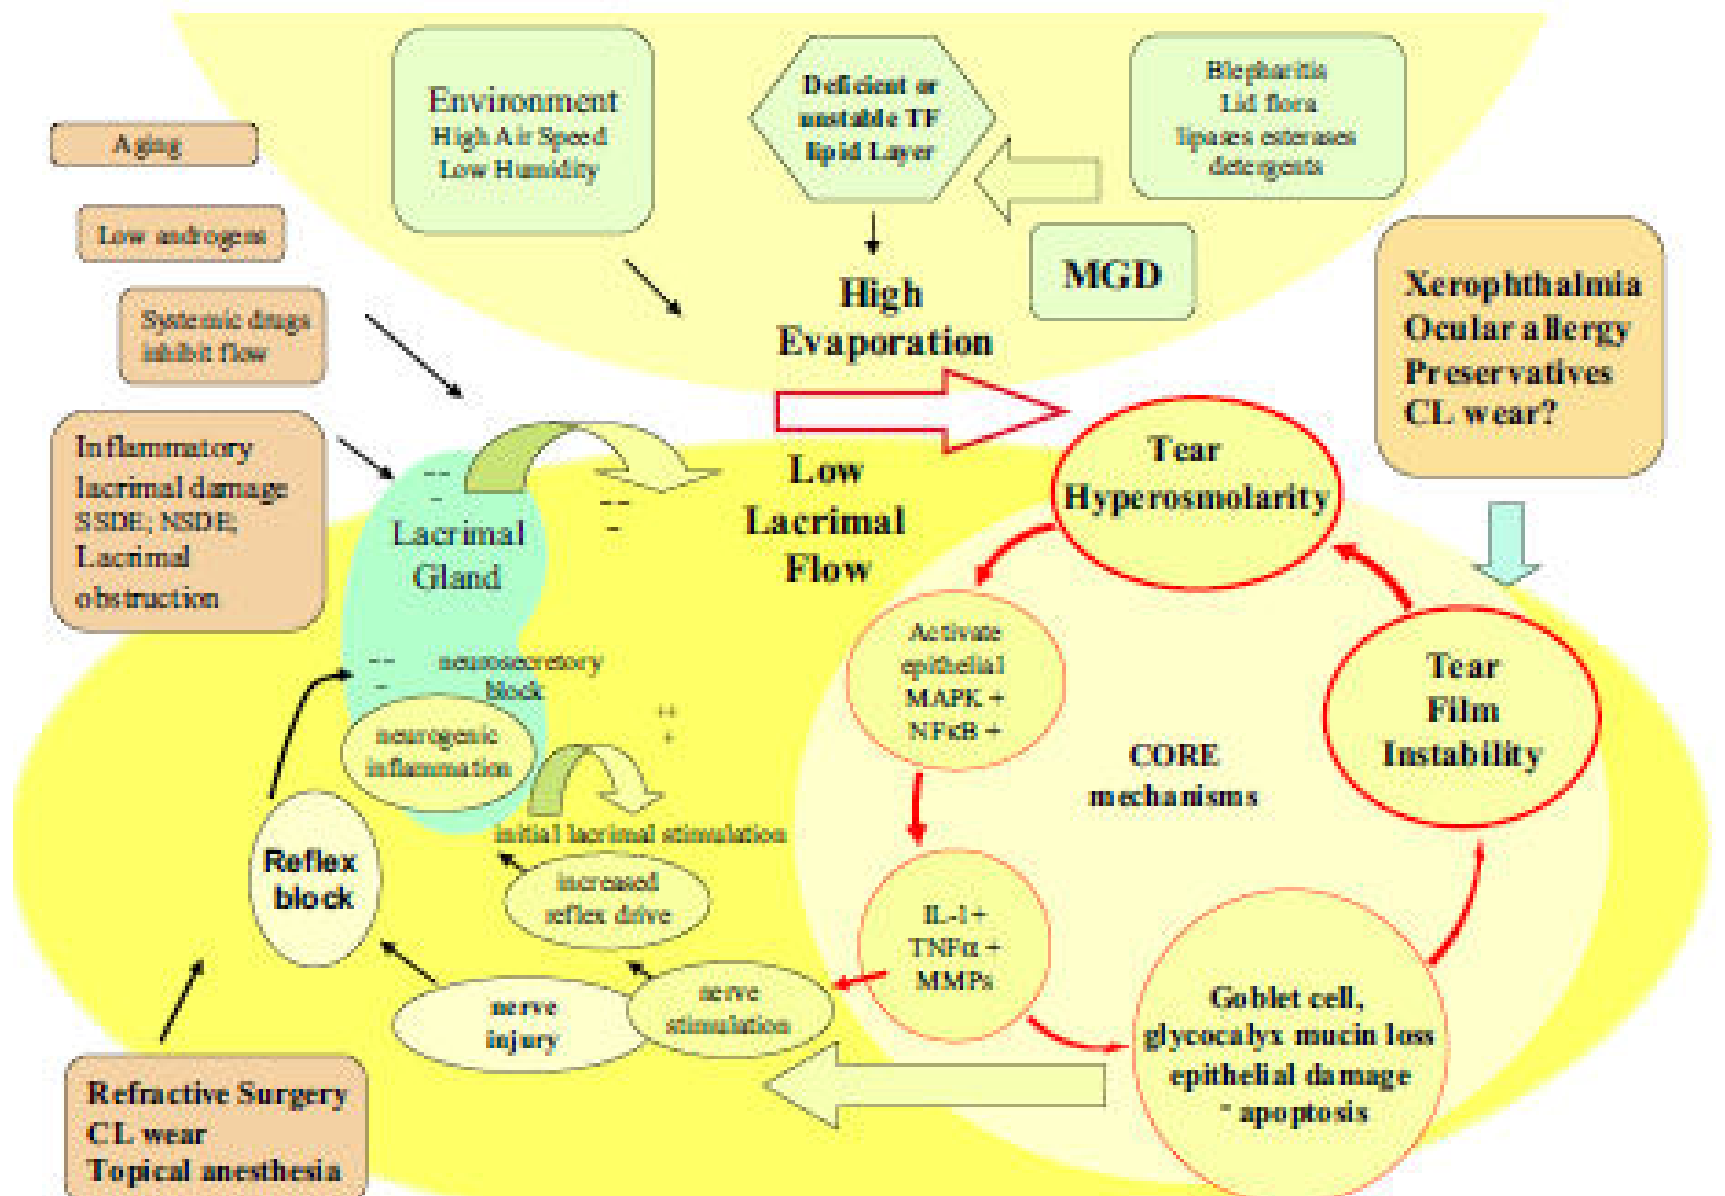 Environment
High Air Speed
Low Humidity
Deficient or
unstable TF
lipid Layer
Blepharitis
Lid flora
lipases esterases
detergents
Aging
Low androgens
MGD
Systemic drugs
inhibit flow
High
Evaporation
Xerophthalmia
Ocular allergy
Preservatives
CL wear?
Inflammatory
lacrimal damage
SSDE; NSDE;
Lacrimal
obstruction
--
-
Lacrimal
Gland
--
-
Low
Lacrimal
Flow
Tear
Hyperosmolarity
Activate
epithelial
MAPK +
NFκB +
Tear
Film
Instability
CORE
mechanisms
--
-
neurosecretory
block
++
+
neurogenic
inflammation
initial lacrimal stimulation
Reflex
block
increased
reflex drive
IL-1+
TNFα +
MMPs
nerve
injury
nerve
stimulation
Goblet cell,
glycocalyx mucin loss
epithelial damage
- apoptosis
Refractive Surgery
CL wear
Topical anesthesia